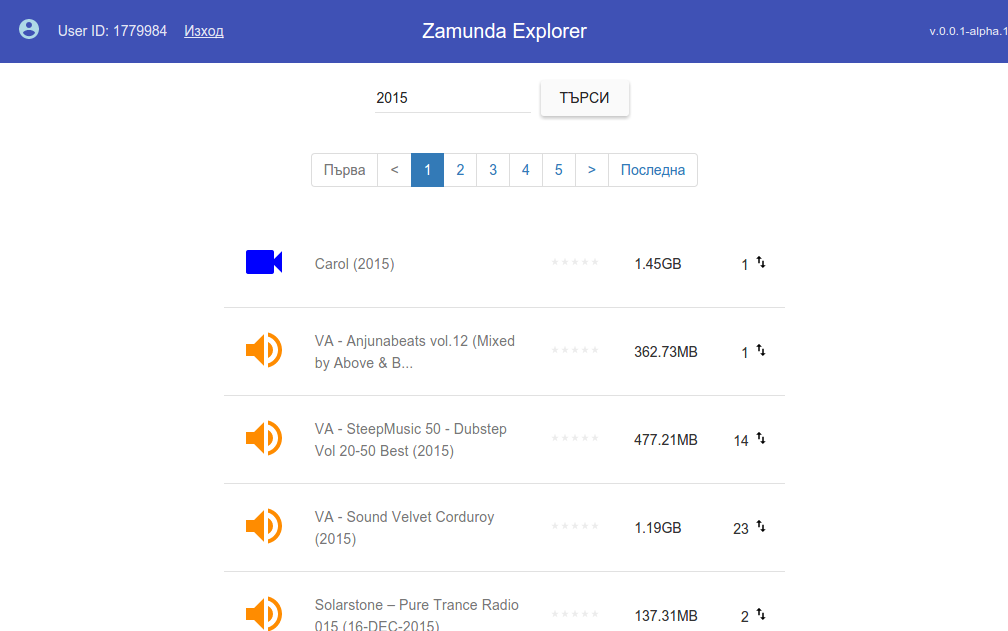 User ID: 1779984 Изход Zamunda Explorer v.0.0.1-alpha.1
2015 ТЪРСИ
Първа < 1 2 3 4 5 > Последна
Carol (2015) 1.45GB 1
VA - Anjunabeats vol.12 (Mixed
by Above & B... 362.73MB 1
VA - SteepMusic 50 - Dubstep
Vol 20-50 Best (2015) 477.21MB 14
VA - Sound Velvet Corduroy
(2015) 1.19GB 23
Solarstone – Pure Trance Radio
015 (16-DEC-2015) 137.31MB 2